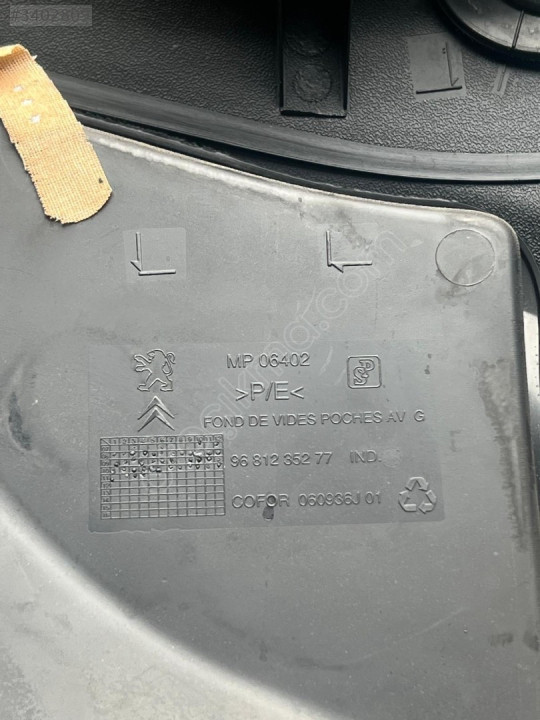 MP 06402
>P/E<
FOND DE VIDES POCHES AV G
96 812 352 77 IND.
COFOR 060936J 01